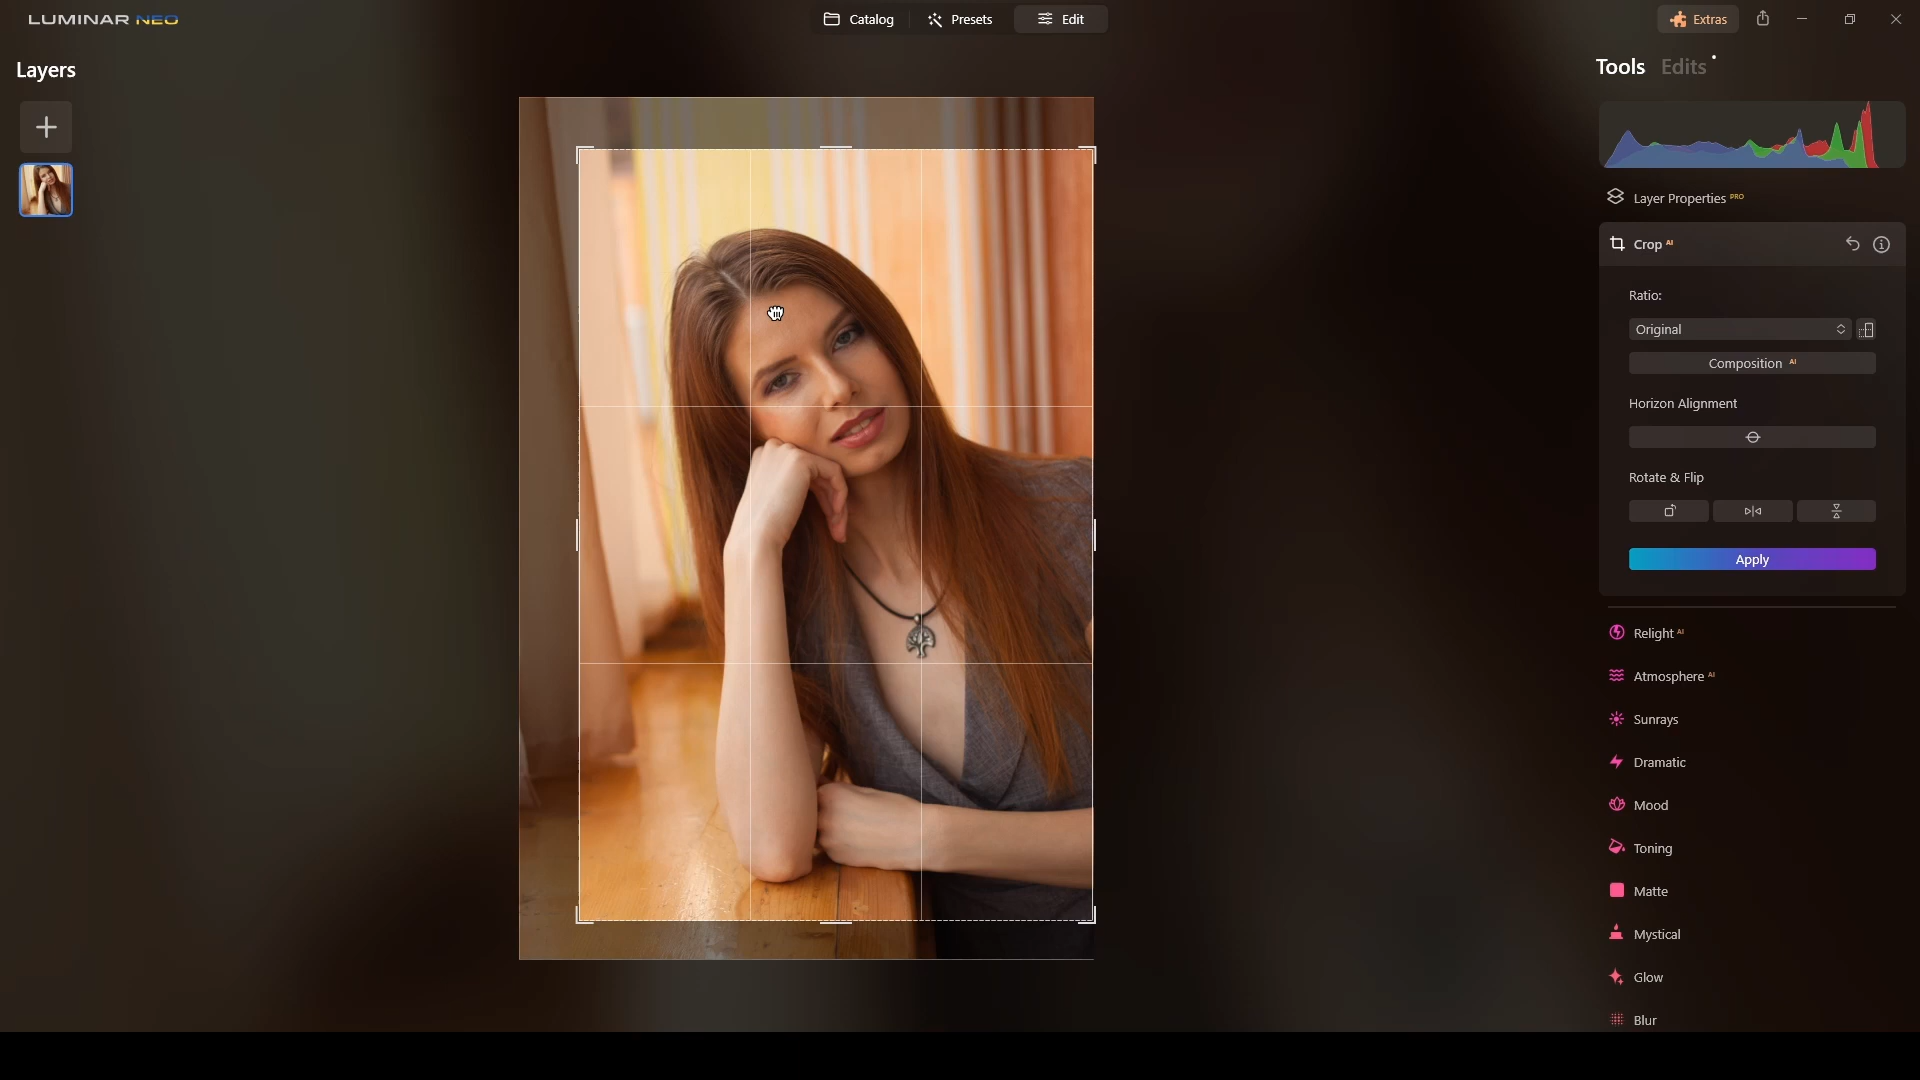 LUMINAR NEO
Catalog
Presets
Edit
Extras
Layers
Tools Edits
Layer Properties PRO
Crop AI
Ratio:
Original
Composition AI
Horizon Alignment
Rotate & Flip
Apply
Relight AI
Atmosphere AI
Sunrays
Dramatic
Mood
Toning
Matte
Mystical
Glow
Blur